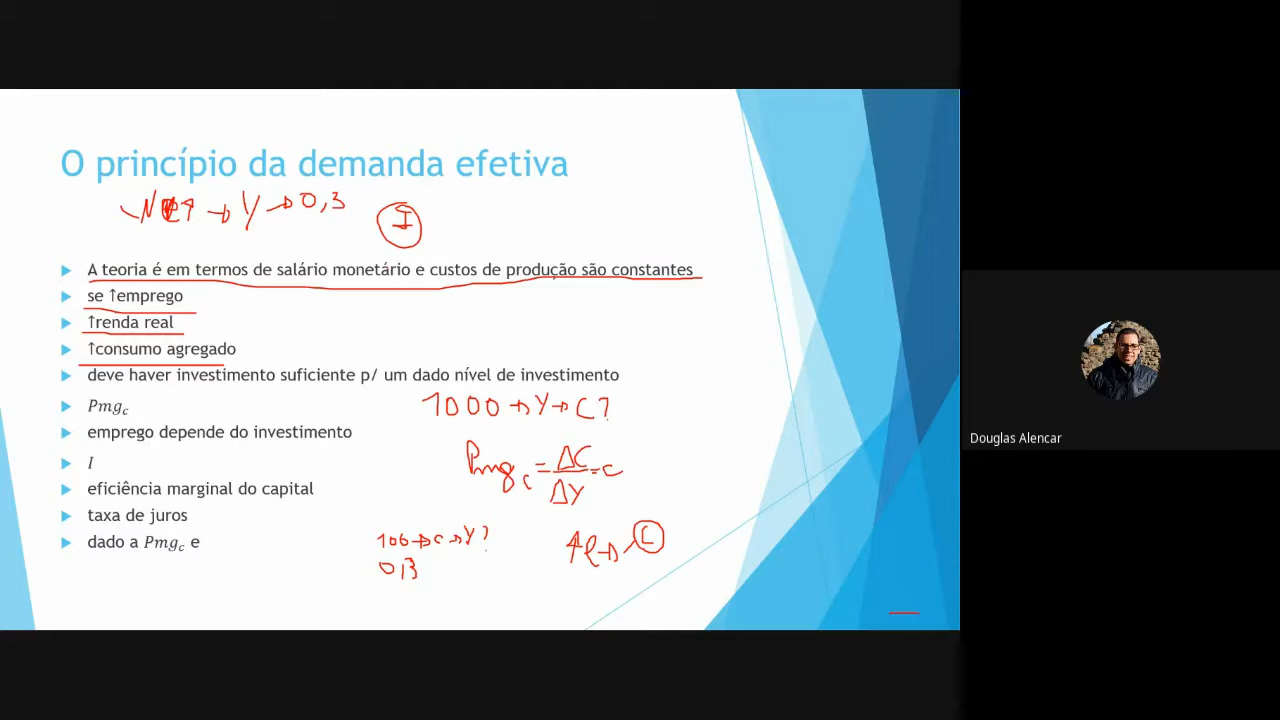 O princípio da demanda efetiva
→ Y → 0,3
I
A teoria é em termos de salário monetário e custos de produção são constantes
se ↑emprego
↑renda real
↑consumo agregado
deve haver investimento suficiente p/ um dado nível de investimento
Pmg_c
1000 → Y → C?
emprego depende do investimento
Pmg_c = ΔC/ΔY = c
I
eficiência marginal do capital
taxa de juros
dado a Pmg_c e
100 → C → Y?
0,3
Douglas Alencar